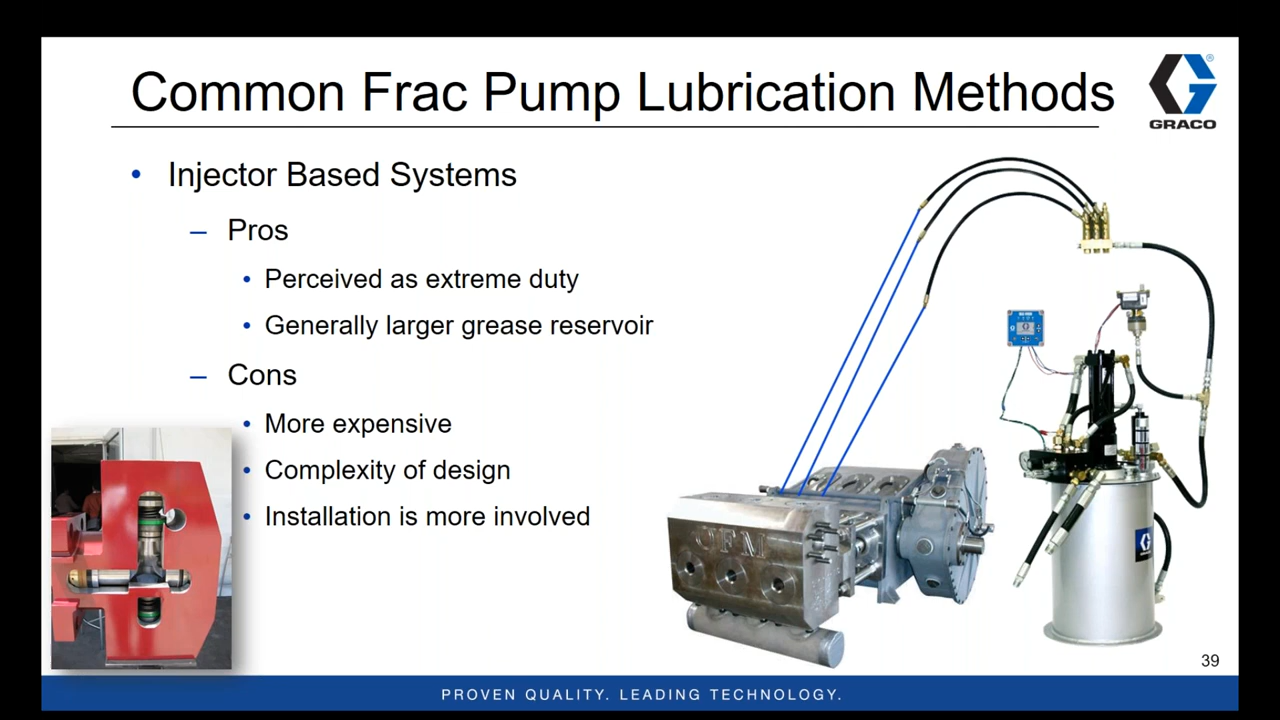 Common Frac Pump Lubrication Methods
GRACO
• Injector Based Systems
– Pros
• Perceived as extreme duty
• Generally larger grease reservoir
– Cons
• More expensive
• Complexity of design
• Installation is more involved
39
PROVEN QUALITY. LEADING TECHNOLOGY.